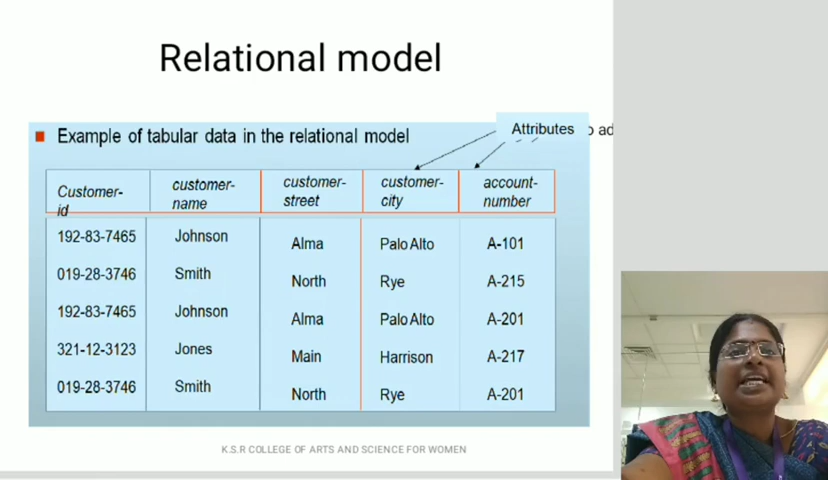 Relational model
Example of tabular data in the relational model
Attributes
ad
Customer-id customer-name customer-street customer-city account-number
192-83-7465 Johnson Alma Palo Alto A-101
019-28-3746 Smith North Rye A-215
192-83-7465 Johnson Alma Palo Alto A-201
321-12-3123 Jones Main Harrison A-217
019-28-3746 Smith North Rye A-201
K.S.R COLLEGE OF ARTS AND SCIENCE FOR WOMEN